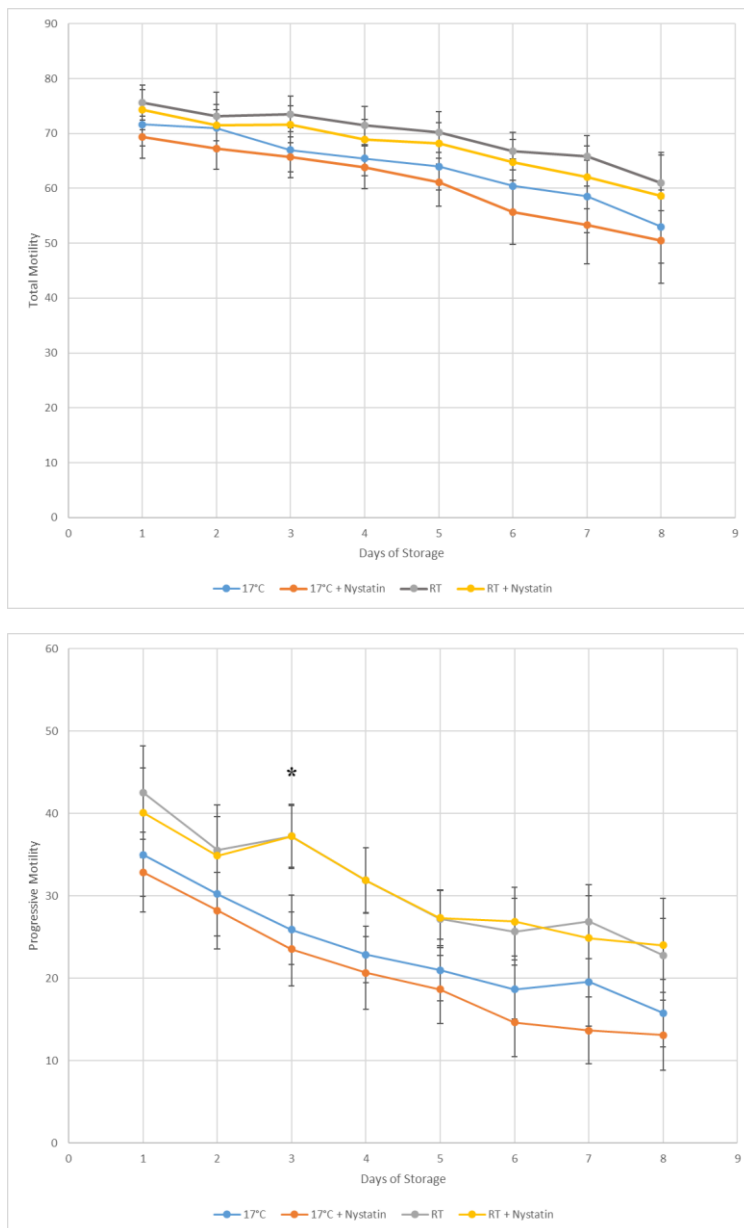 90
80
70
60
50
40
30
20
10
0
Total Motility
0 1 2 3 4 5 6 7 8 9
Days of Storage
17°C 17°C + Nystatin RT RT + Nystatin
60
50
40
30
20
10
0
Progressive Motility
*
0 1 2 3 4 5 6 7 8 9
Days of Storage
17°C 17°C + Nystatin RT RT + Nystatin